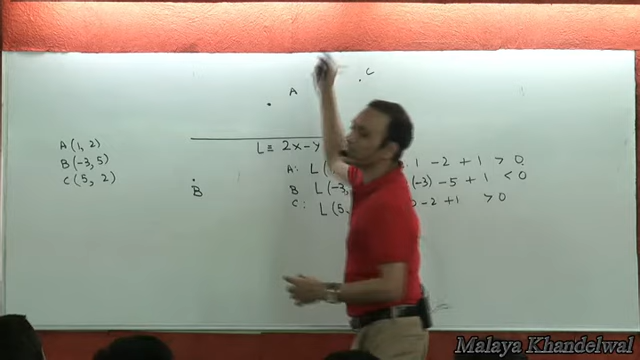 A
C
L ≡ 2x-y
A (1, 2)
B (-3, 5)
C (5, 2)
B
A: L ( 1 -2 +1 > 0
B L (-3, (-3) -5 +1 < 0
C: L (5, -2 +1 > 0
Malaya Khandelwal